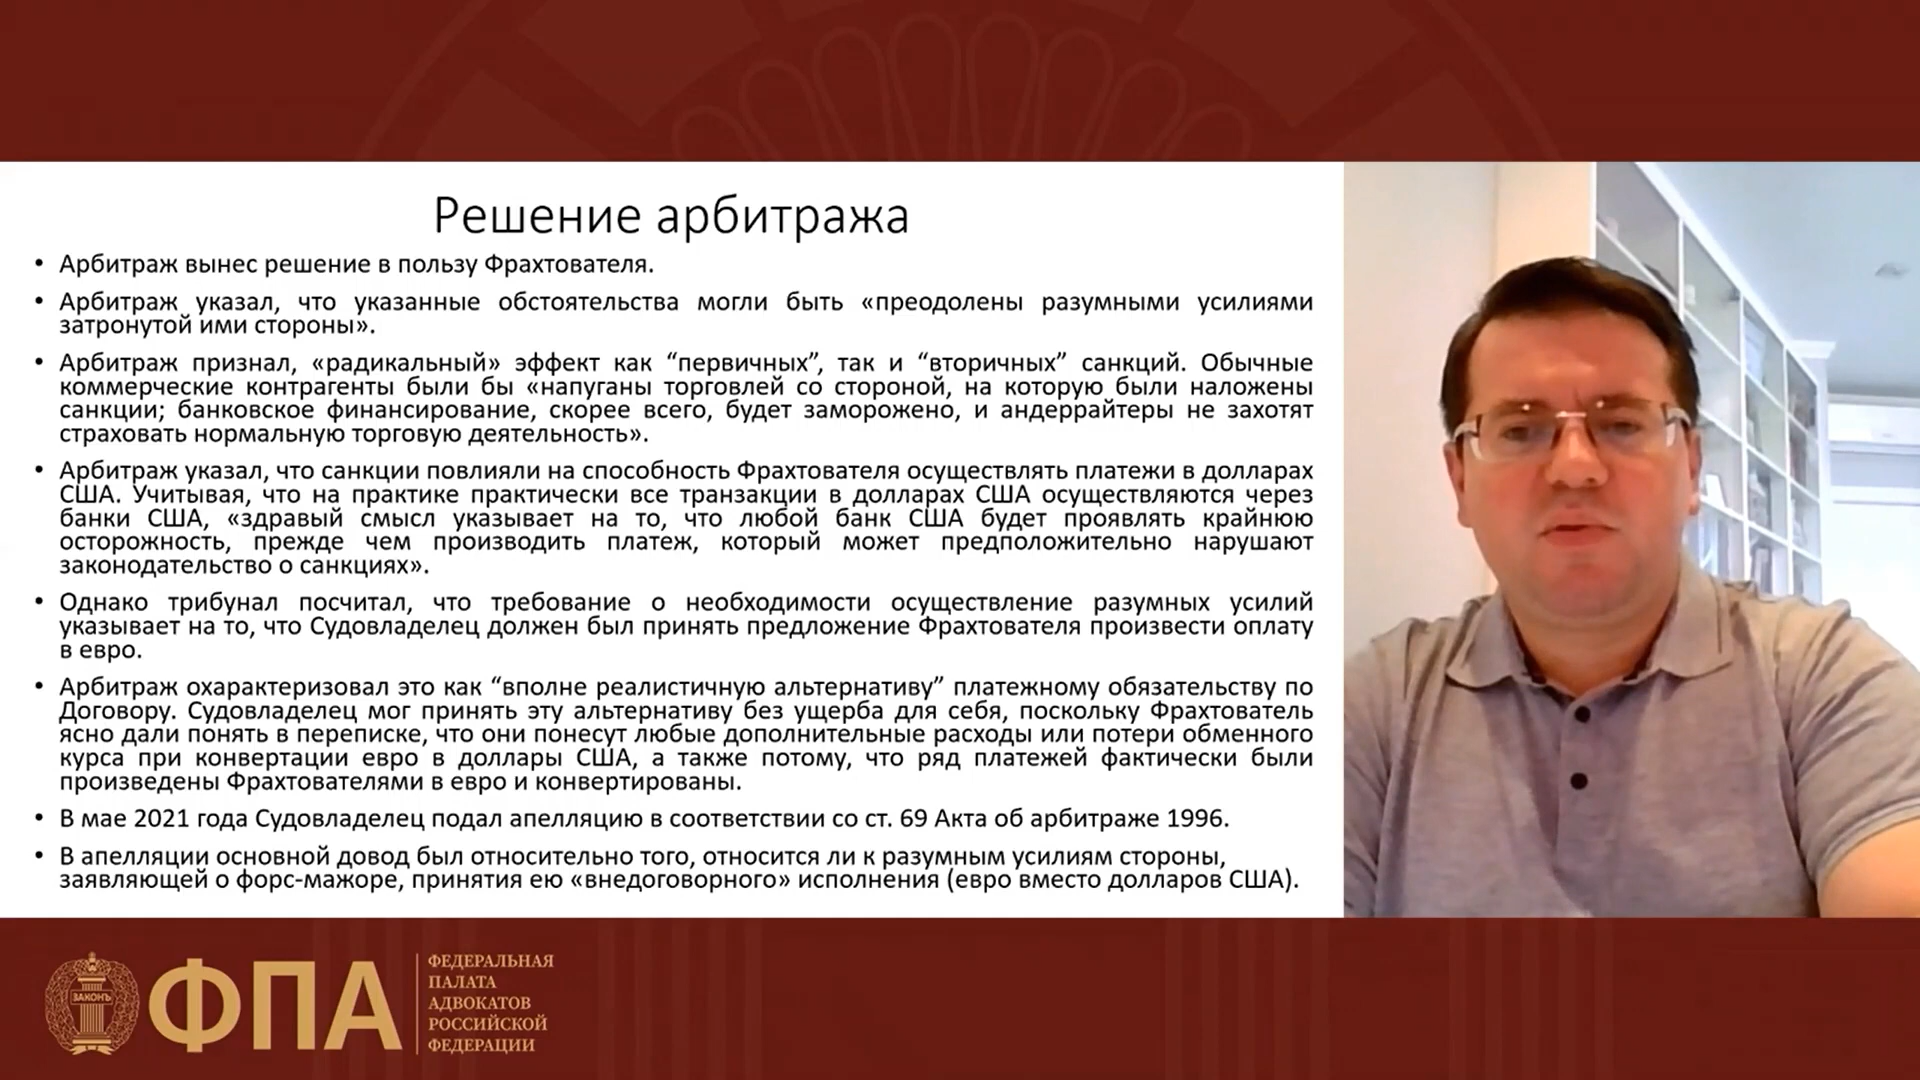 Решение арбитража
• Арбитраж вынес решение в пользу Фрахтователя.
• Арбитраж указал, что указанные обстоятельства могли быть «преодолены разумными усилиями
затронутой ими стороны».
• Арбитраж признал, «радикальный» эффект как “первичных”, так и “вторичных” санкций. Обычные
коммерческие контрагенты были бы «напуганы торговлей со стороной, на которую были наложены
санкции; банковское финансирование, скорее всего, будет заморожено, и андеррайтеры не захотят
страховать нормальную торговую деятельность».
• Арбитраж указал, что санкции повлияли на способность Фрахтователя осуществлять платежи в долларах
США. Учитывая, что на практике практически все транзакции в долларах США осуществляются через
банки США, «здравый смысл указывает на то, что любой банк США будет проявлять крайнюю
осторожность, прежде чем производить платеж, который может предположительно нарушают
законодательство о санкциях».
• Однако трибунал посчитал, что требование о необходимости осуществление разумных усилий
указывает на то, что Судовладелец должен был принять предложение Фрахтователя произвести оплату
в евро.
• Арбитраж охарактеризовал это как “вполне реалистичную альтернативу” платежному обязательству по
Договору. Судовладелец мог принять эту альтернативу без ущерба для себя, поскольку Фрахтователь
ясно дали понять в переписке, что они понесут любые дополнительные расходы или потери обменного
курса при конвертации евро в доллары США, а также потому, что ряд платежей фактически были
произведены Фрахтователями в евро и конвертированы.
• В мае 2021 года Судовладелец подал апелляцию в соответствии со ст. 69 Акта об арбитраже 1996.
• В апелляции основной довод был относительно того, относится ли к разумным усилиям стороны,
заявляющей о форс-мажоре, принятия ею «внедоговорного» исполнения (евро вместо долларов США).
ЗАКОНЪ
ФПА
ФЕДЕРАЛЬНАЯ
ПАЛАТА
АДВОКАТОВ
РОССИЙСКОЙ
ФЕДЕРАЦИИ